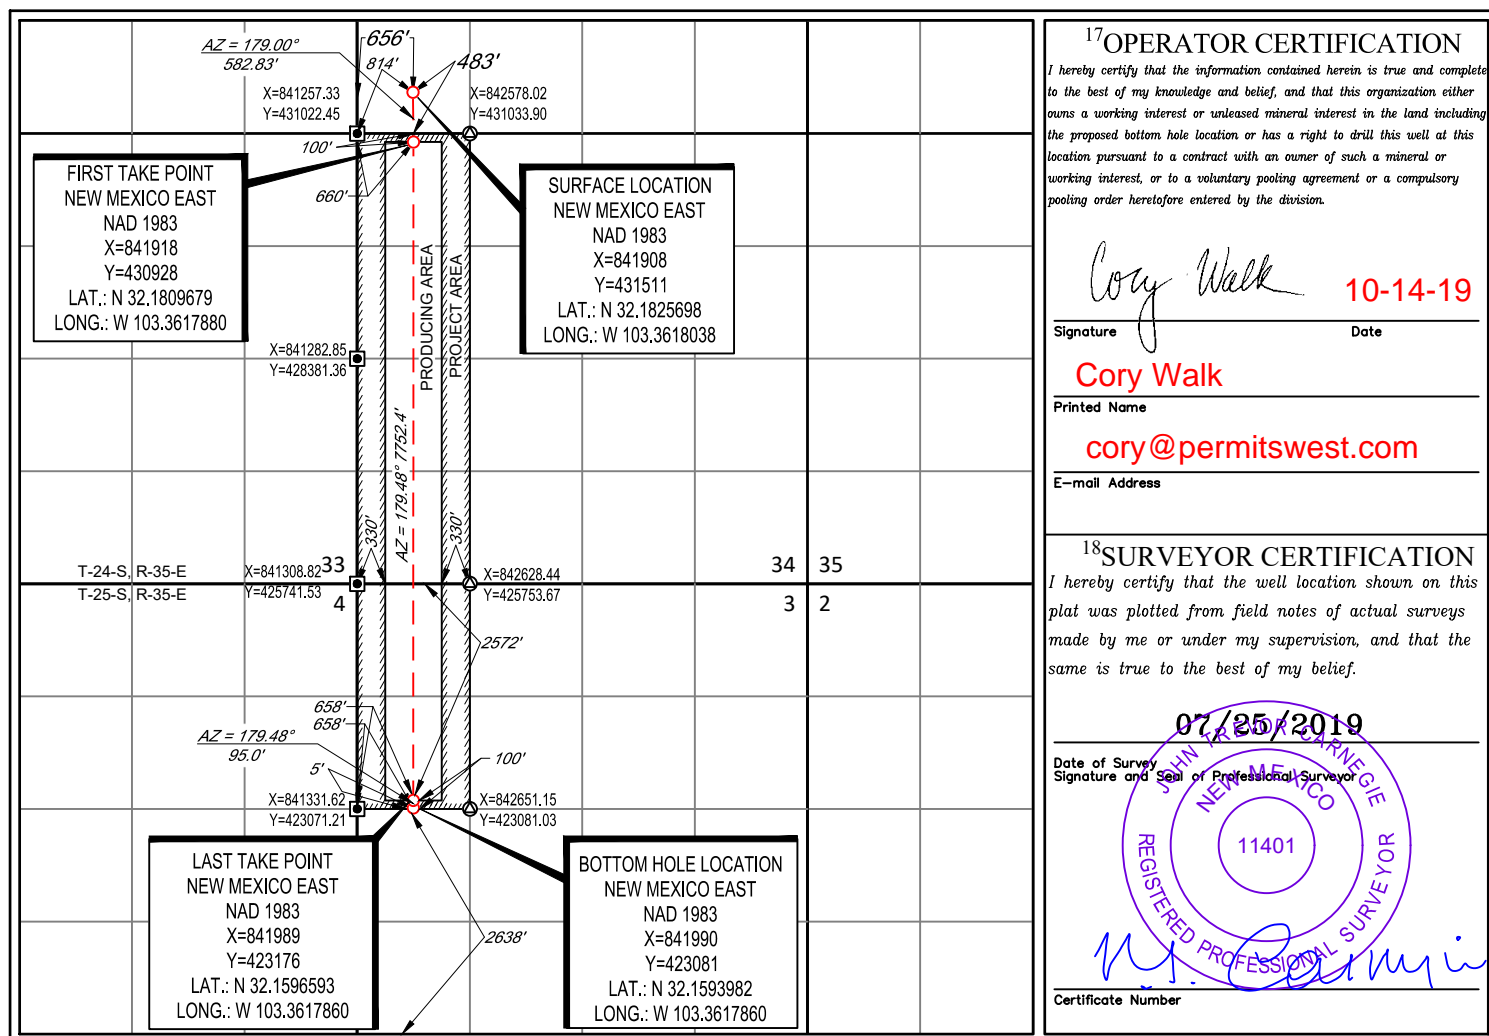 AZ = 179.00°
582.83'
656'
814'
483'
X=841257.33
Y=431022.45
X=842578.02
Y=431033.90
100'
660'
FIRST TAKE POINT
NEW MEXICO EAST
NAD 1983
X=841918
Y=430928
LAT.: N 32.1809679
LONG.: W 103.3617880
SURFACE LOCATION
NEW MEXICO EAST
NAD 1983
X=841908
Y=431511
LAT.: N 32.1825698
LONG.: W 103.3618038
PRODUCING AREA
PROJECT AREA
X=841282.85
Y=428381.36
AZ = 179.48° 7752.4'
330'
330'
T-24-S, R-35-E
T-25-S, R-35-E
X=841308.82
Y=425741.53
33
4
X=842628.44
Y=425753.67
34 35
3 2
2572'
658'
658'
AZ = 179.48°
95.0'
5'
100'
X=841331.62
Y=423071.21
X=842651.15
Y=423081.03
LAST TAKE POINT
NEW MEXICO EAST
NAD 1983
X=841989
Y=423176
LAT.: N 32.1596593
LONG.: W 103.3617860
BOTTOM HOLE LOCATION
NEW MEXICO EAST
NAD 1983
X=841990
Y=423081
LAT.: N 32.1593982
LONG.: W 103.3617860
2638'
17 OPERATOR CERTIFICATION
I hereby certify that the information contained herein is true and complete
to the best of my knowledge and belief, and that this organization either
owns a working interest or unleased mineral interest in the land including
the proposed bottom hole location or has a right to drill this well at this
location pursuant to a contract with an owner of such a mineral or
working interest, or to a voluntary pooling agreement or a compulsory
pooling order heretofore entered by the division.
Cory Walk
10-14-19
Signature Date
Cory Walk
Printed Name
cory@permitswest.com
E-mail Address
18 SURVEYOR CERTIFICATION
I hereby certify that the well location shown on this
plat was plotted from field notes of actual surveys
made by me or under my supervision, and that the
same is true to the best of my belief.
07/25/2019
Date of Survey
Signature and Seal of Professional Surveyor
JOHN TREVOR CARNEGIE
NEW MEXICO
11401
REGISTERED PROFESSIONAL SURVEYOR
Certificate Number